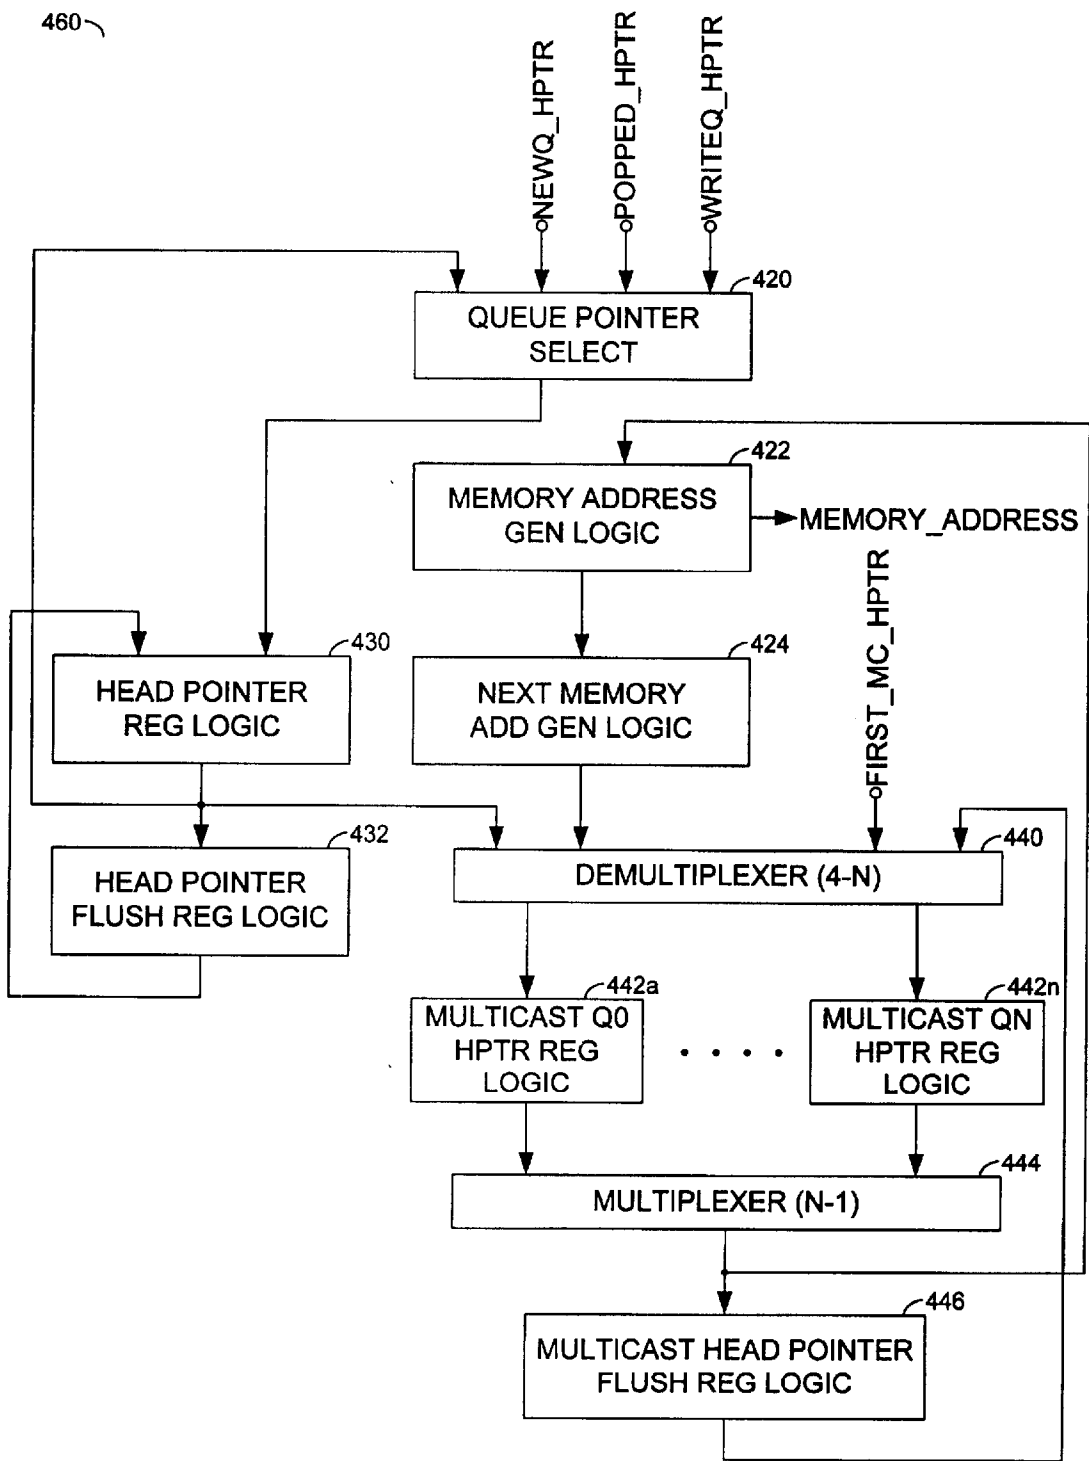 460
NEWQ_HPTR
POPPED_HPTR
WRITEQ_HPTR
420
QUEUE POINTER
SELECT
422
MEMORY ADDRESS
GEN LOGIC
MEMORY_ADDRESS
FIRST_MC_HPTR
430
HEAD POINTER
REG LOGIC
424
NEXT MEMORY
ADD GEN LOGIC
432
HEAD POINTER
FLUSH REG LOGIC
440
DEMULTIPLEXER (4-N)
442a
MULTICAST Q0
HPTR REG
LOGIC
442n
MULTICAST QN
HPTR REG
LOGIC
444
MULTIPLEXER (N-1)
446
MULTICAST HEAD POINTER
FLUSH REG LOGIC